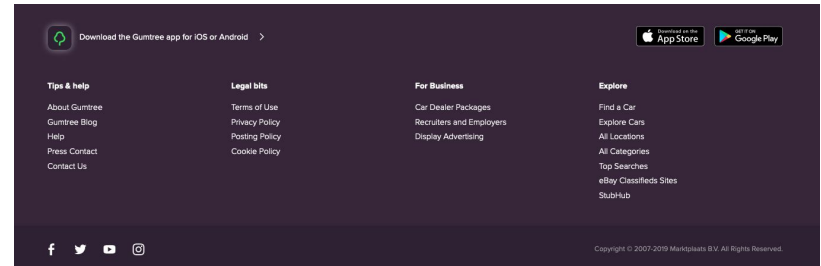 Download the Gumtree app for iOS or Android >
Download on the
App Store
GET IT ON
Google Play
Tips & help
About Gumtree
Gumtree Blog
Help
Press Contact
Contact Us
Legal bits
Terms of Use
Privacy Policy
Posting Policy
Cookie Policy
For Business
Car Dealer Packages
Recruiters and Employers
Display Advertising
Explore
Find a Car
Explore Cars
All Locations
All Categories
Top Searches
eBay Classifieds Sites
StubHub
Copyright © 2007-2019 Marktplaats B.V. All Rights Reserved.